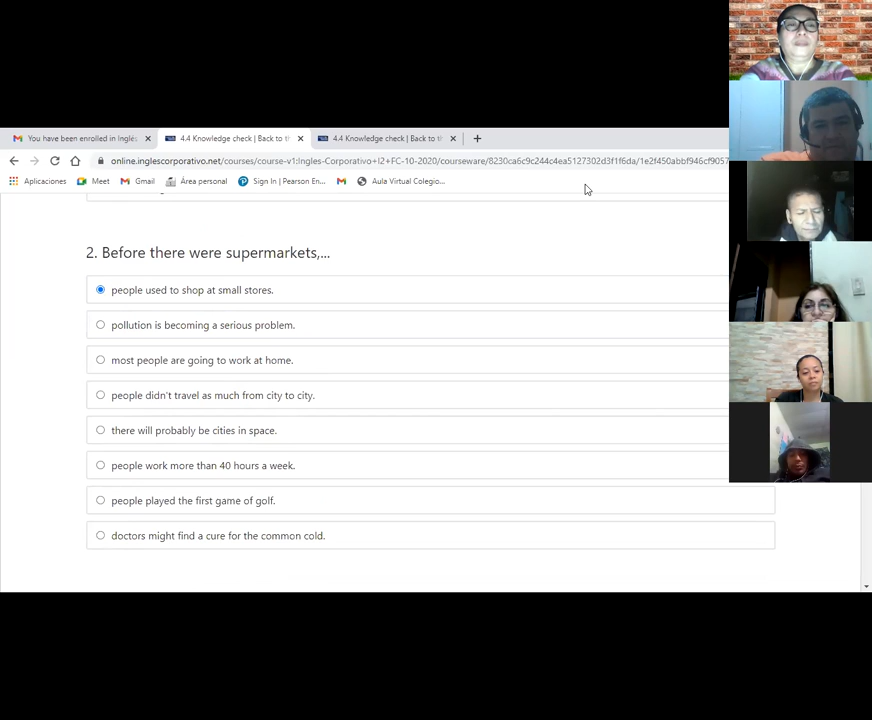 You have been enrolled in Inglés
4.4 Knowledge check | Back to th
4.4 Knowledge check | Back to th
online.inglescorporativo.net/courses/course-v1:Ingles-Corporativo+I2+FC-10-2020/courseware/8230ca6c9c244c4ea5127302d3f1f6da/1e2f450abbf946cf9057
Aplicaciones
Meet
Gmail
Área personal
Sign In | Pearson En...
Aula Virtual Colegio...
2. Before there were supermarkets,...
people used to shop at small stores.
pollution is becoming a serious problem.
most people are going to work at home.
people didn't travel as much from city to city.
there will probably be cities in space.
people work more than 40 hours a week.
people played the first game of golf.
doctors might find a cure for the common cold.